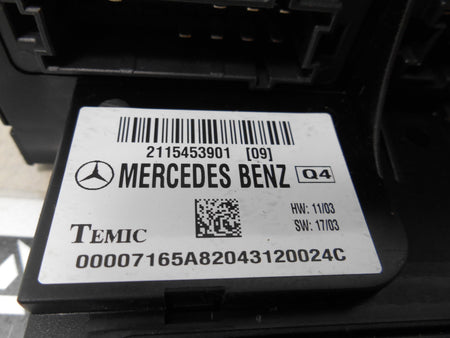 2115453901 [09]
MERCEDES BENZ Q4
HW: 11/03
SW: 17/03
TEMIC
00007165A82043120024C